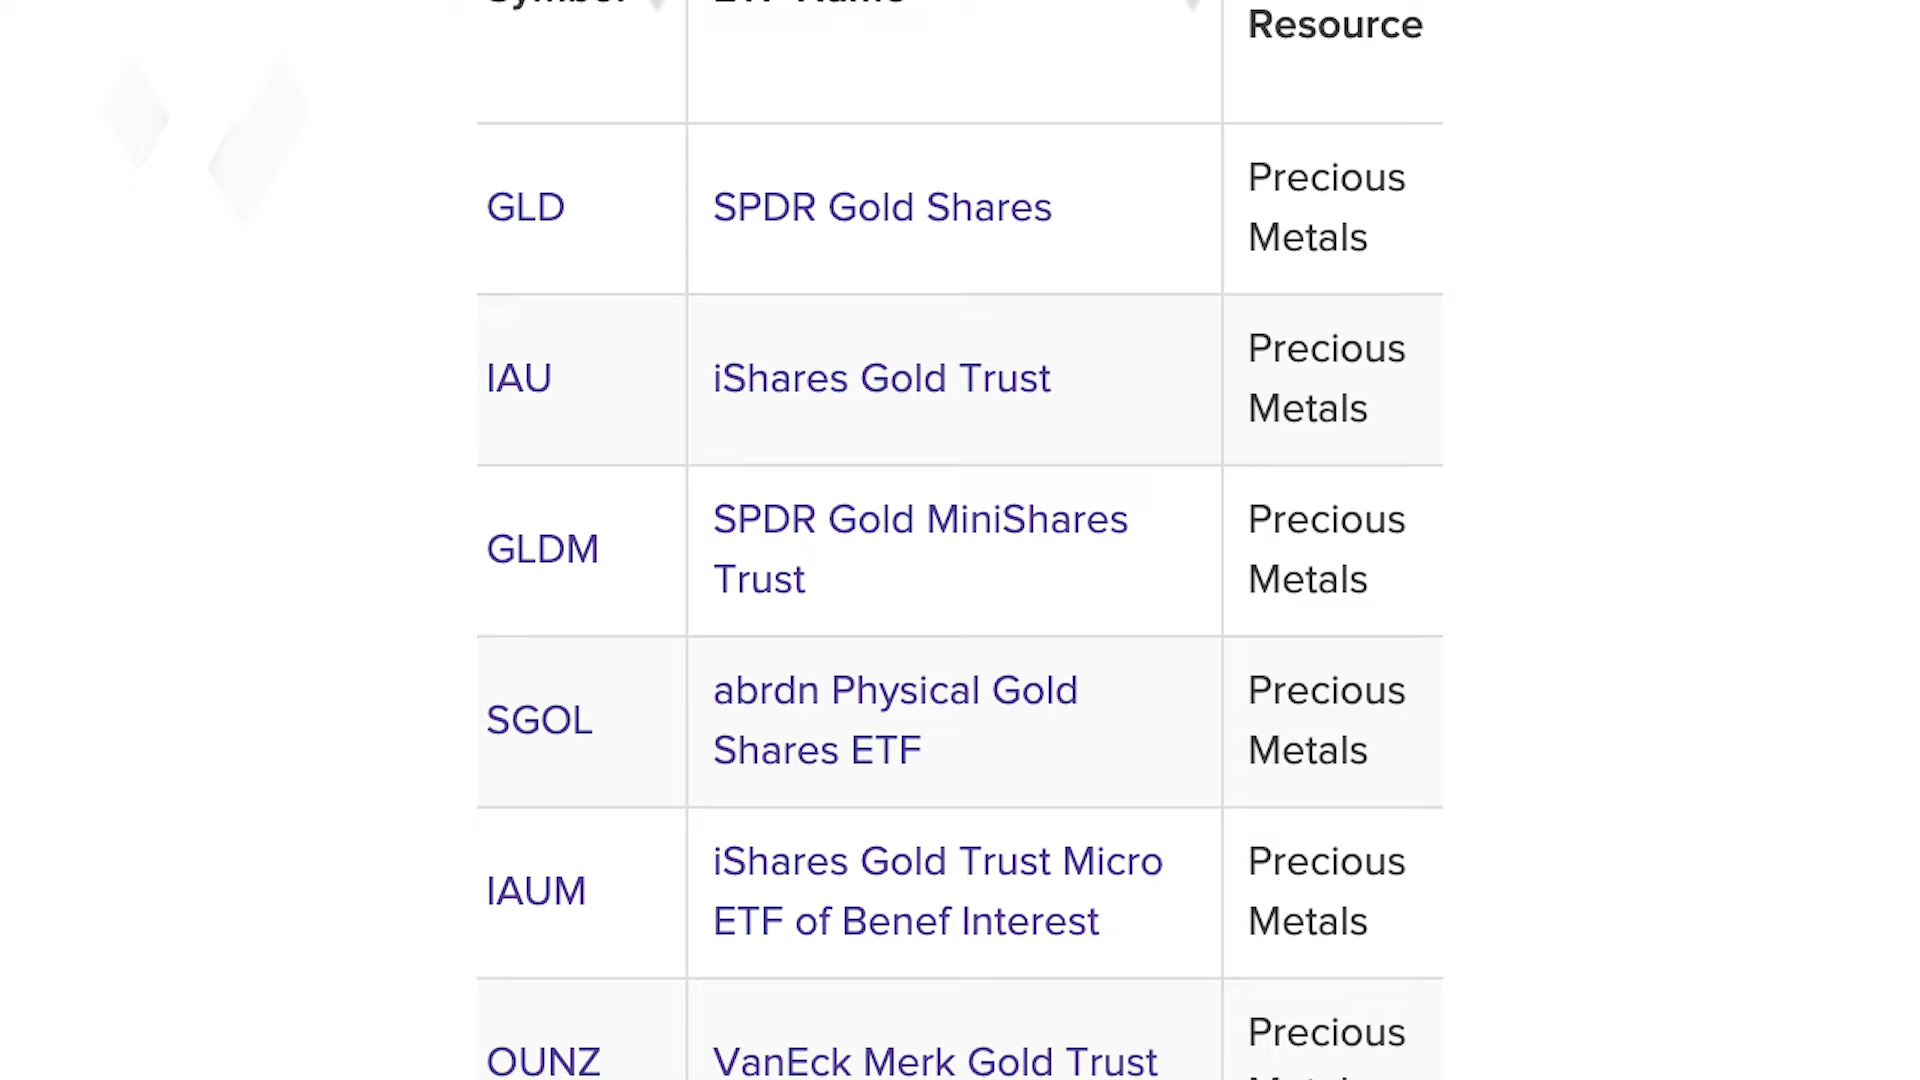 Symbol ETF Name
Resource
GLD SPDR Gold Shares Precious
Metals
IAU iShares Gold Trust Precious
Metals
GLDM SPDR Gold MiniShares
Trust Precious
Metals
SGOL abrdn Physical Gold
Shares ETF Precious
Metals
IAUM iShares Gold Trust Micro
ETF of Benef Interest Precious
Metals
OUNZ VanEck Merk Gold Trust Precious